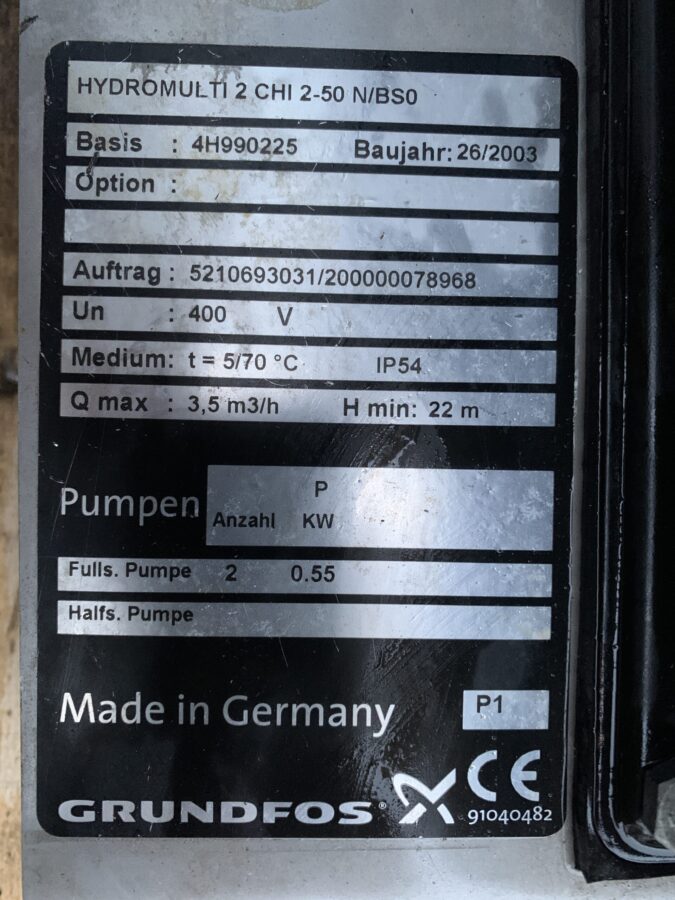 HYDROMULTI 2 CHI 2-50 N/BS0
Basis : 4H990225 Baujahr: 26/2003
Option :
Auftrag : 5210693031/200000078968
Un : 400 V
Medium: t = 5/70 °C IP54
Q max : 3,5 m3/h H min: 22 m
Pumpen
P
Anzahl KW
Fulls. Pumpe 2 0.55
Halfs. Pumpe
Made in Germany P1
CE
GRUNDFOS® 91040482